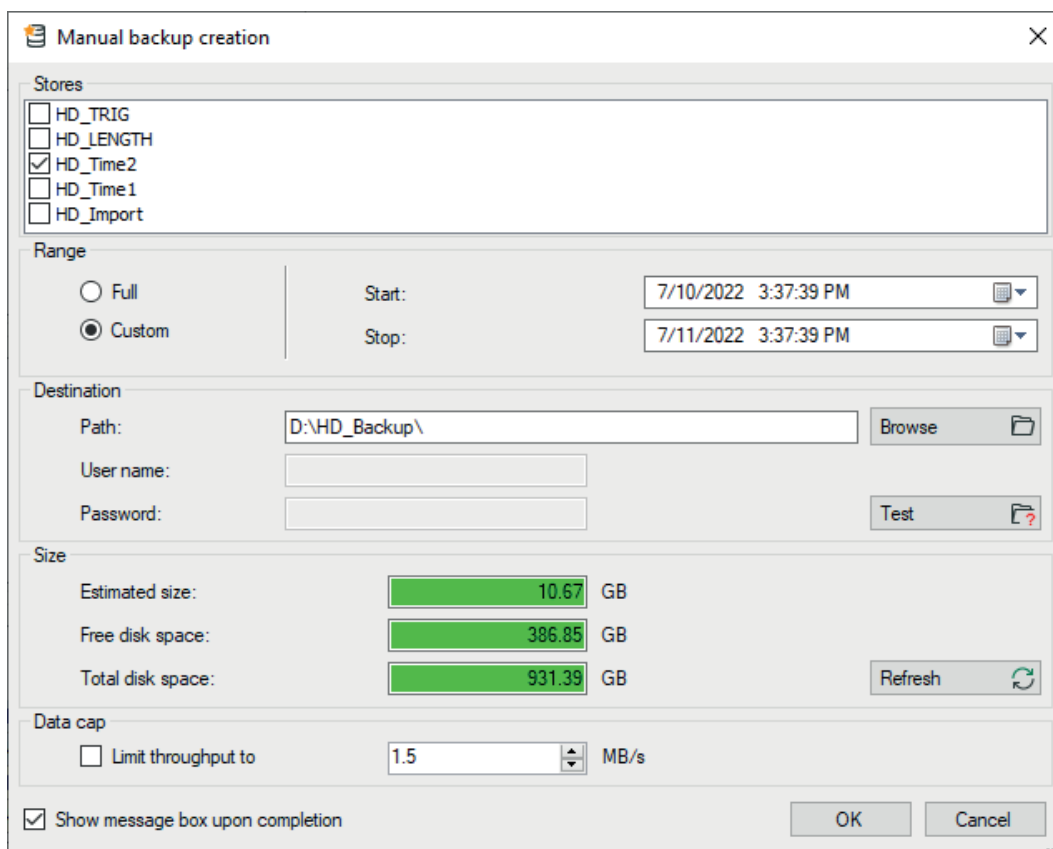 Manual backup creation
Stores
HD_TRIG
HD_LENGTH
HD_Time2
HD_Time1
HD_Import
Range
Full
Start: 7/10/2022 3:37:39 PM
Custom
Stop: 7/11/2022 3:37:39 PM
Destination
Path: D:\HD_Backup\ Browse
User name:
Password: Test
Size
Estimated size: 10.67 GB
Free disk space: 386.85 GB
Total disk space: 931.39 GB Refresh
Data cap
Limit throughput to 1.5 MB/s
Show message box upon completion OK Cancel